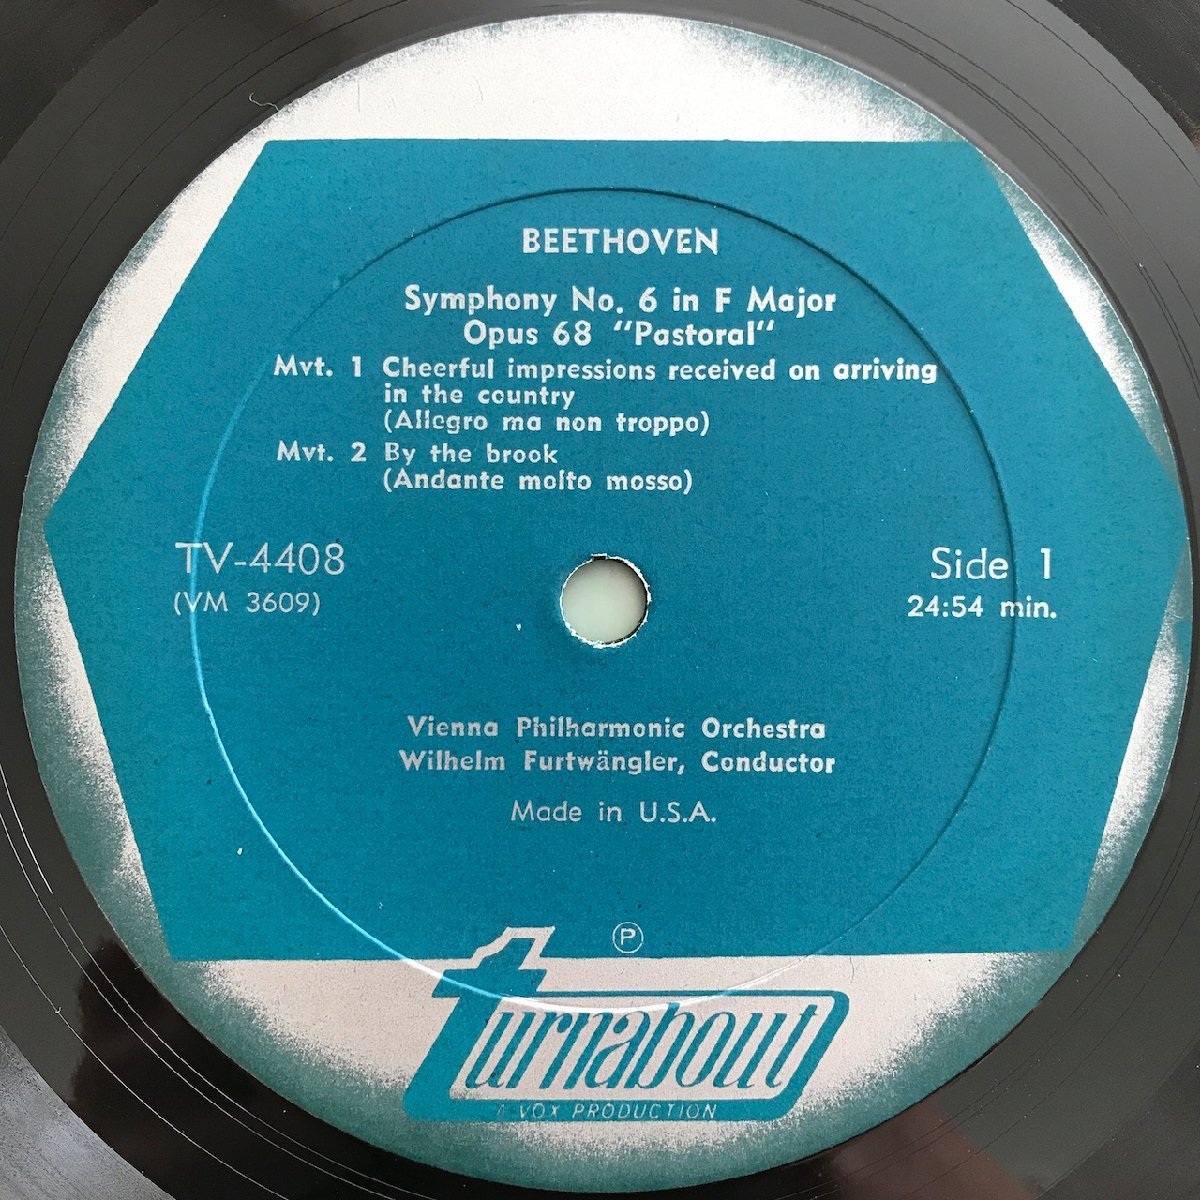 BEETHOVEN
Symphony No. 6 in F Major
Opus 68 "Pastoral"
Mvt. 1 Cheerful impressions received on arriving
in the country
(Allegro ma non troppo)
Mvt. 2 By the brook
(Andante molto mosso)
TV-4408
(VM 3609)
Side 1
24:54 min.
Vienna Philharmonic Orchestra
Wilhelm Furtwängler, Conductor
Made in U.S.A.
Ⓟ
turnabout
A VOX PRODUCTION